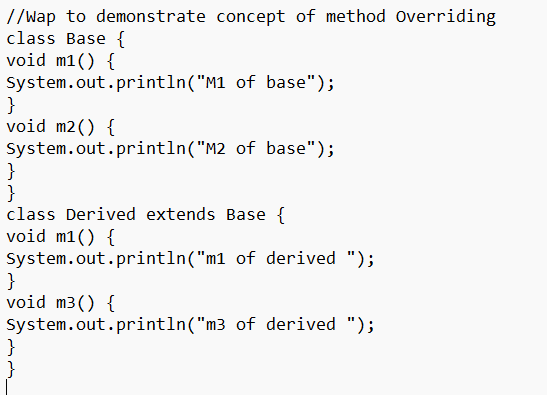 //Wap to demonstrate concept of method Overriding
class Base {
void m1() {
System.out.println("M1 of base");
}
void m2() {
System.out.println("M2 of base");
}
}
class Derived extends Base {
void m1() {
System.out.println("m1 of derived ");
}
void m3() {
System.out.println("m3 of derived ");
}
}